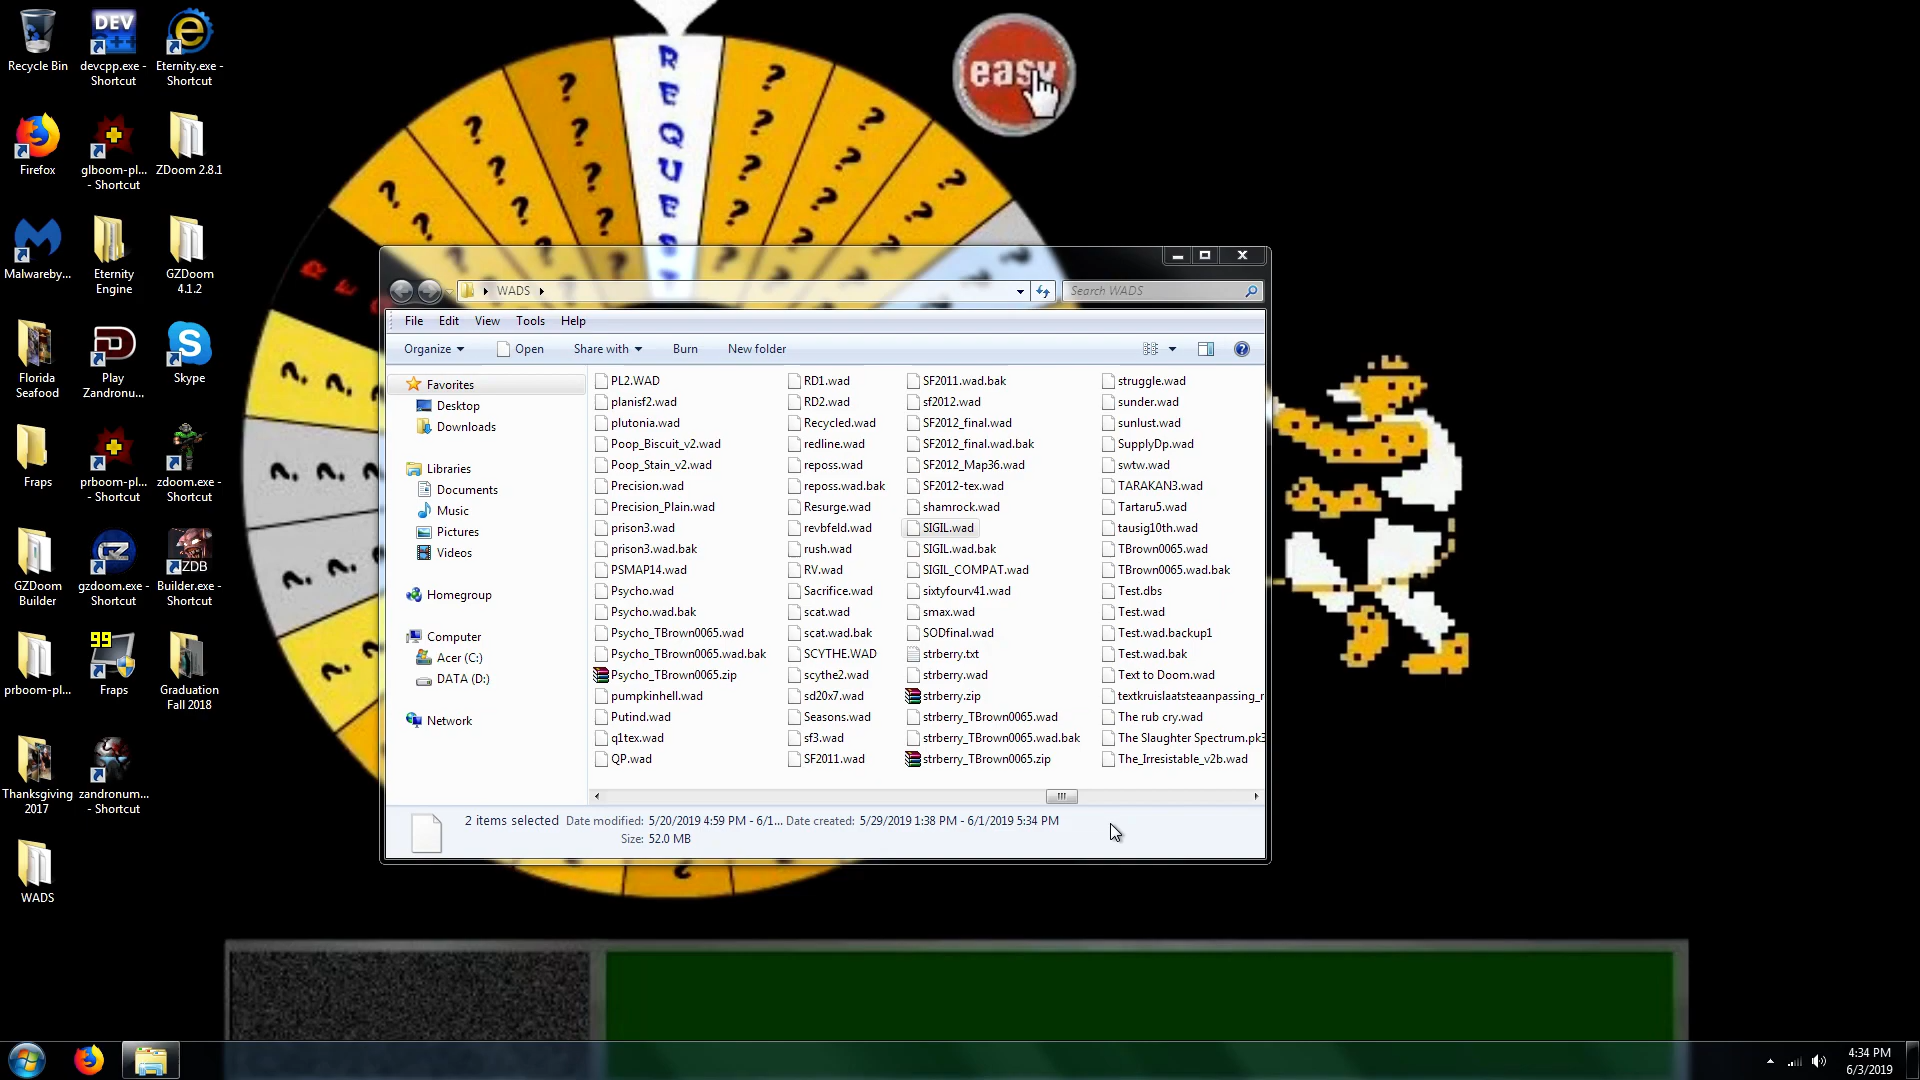 Recycle Bin
devcpp.exe -
Shortcut
Eternity.exe -
Shortcut
Firefox
glboom-pl...
- Shortcut
ZDoom 2.8.1
Malwareby...
Eternity
Engine
GZDoom
4.1.2
Florida
Seafood
Play
Zandronu...
Skype
Fraps
prboom-pl...
- Shortcut
zdoom.exe -
Shortcut
GZDoom
Builder
gzdoom.exe -
Shortcut
ZDB
Builder.exe -
Shortcut
prboom-pl...
99
Fraps
Graduation
Fall 2018
Thanksgiving
2017
zandronum...
- Shortcut
WADS
DEV
REQUEST
easy
WADS
Search WADS
File Edit View Tools Help
Organize Open Share with Burn New folder
Favorites
Desktop
Downloads
Libraries
Documents
Music
Pictures
Videos
Homegroup
Computer
Acer (C:)
DATA (D:)
Network
PL2.WAD
planisf2.wad
plutonia.wad
Poop_Biscuit_v2.wad
Poop_Stain_v2.wad
Precision.wad
Precision_Plain.wad
prison3.wad
prison3.wad.bak
PSMAP14.wad
Psycho.wad
Psycho.wad.bak
Psycho_TBrown0065.wad
Psycho_TBrown0065.wad.bak
Psycho_TBrown0065.zip
pumpkinhell.wad
Putind.wad
q1tex.wad
QP.wad
RD1.wad
RD2.wad
Recycled.wad
redline.wad
reposs.wad
reposs.wad.bak
Resurge.wad
revbfeld.wad
rush.wad
RV.wad
Sacrifice.wad
scat.wad
scat.wad.bak
SCYTHE.WAD
scythe2.wad
sd20x7.wad
Seasons.wad
sf3.wad
SF2011.wad
SF2011.wad.bak
sf2012.wad
SF2012_final.wad
SF2012_final.wad.bak
SF2012_Map36.wad
SF2012-tex.wad
shamrock.wad
SIGIL.wad
SIGIL.wad.bak
SIGIL_COMPAT.wad
sixtyfourv41.wad
smax.wad
SODfinal.wad
strberry.txt
strberry.wad
strberry.zip
strberry_TBrown0065.wad
strberry_TBrown0065.wad.bak
strberry_TBrown0065.zip
struggle.wad
sunder.wad
sunlust.wad
SupplyDp.wad
swtw.wad
TARAKAN3.wad
Tartaru5.wad
tausig10th.wad
TBrown0065.wad
TBrown0065.wad.bak
Test.dbs
Test.wad
Test.wad.backup1
Test.wad.bak
Text to Doom.wad
textkruislaatsteaanpassing_r
The rub cry.wad
The Slaughter Spectrum.pk3
The_Irresistable_v2b.wad
2 items selected Date modified: 5/20/2019 4:59 PM - 6/1... Date created: 5/29/2019 1:38 PM - 6/1/2019 5:34 PM
Size: 52.0 MB
4:34 PM
6/3/2019